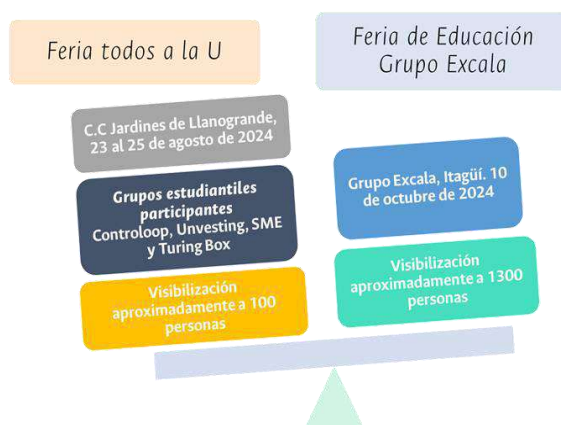 Feria todos a la U
C.C Jardines de Llanogrande,
23 al 25 de agosto de 2024
Grupos estudiantiles
participantes
Controloop, Unvesting, SME
y Turing Box
Visibilización
aproximadamente a 100
personas
Feria de Educación
Grupo Excala
Grupo Excala, Itagüí. 10
de octubre de 2024
Visibilización
aproximadamente a 1300
personas